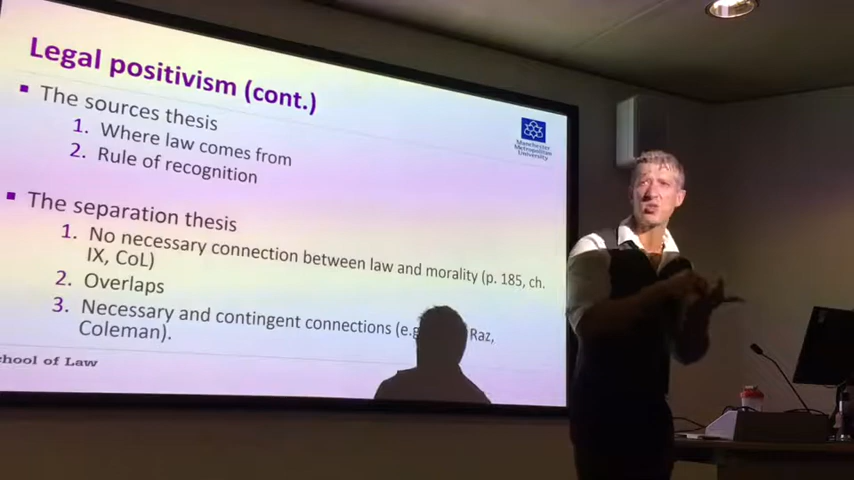 Legal positivism (cont.)
▪ The sources thesis
1. Where law comes from
2. Rule of recognition
▪ The separation thesis
1. No necessary connection between law and morality (p. 185, ch.
IX, CoL)
2. Overlaps
3. Necessary and contingent connections (e.g Raz,
Coleman).
Manchester
Metropolitan
University
chool of Law